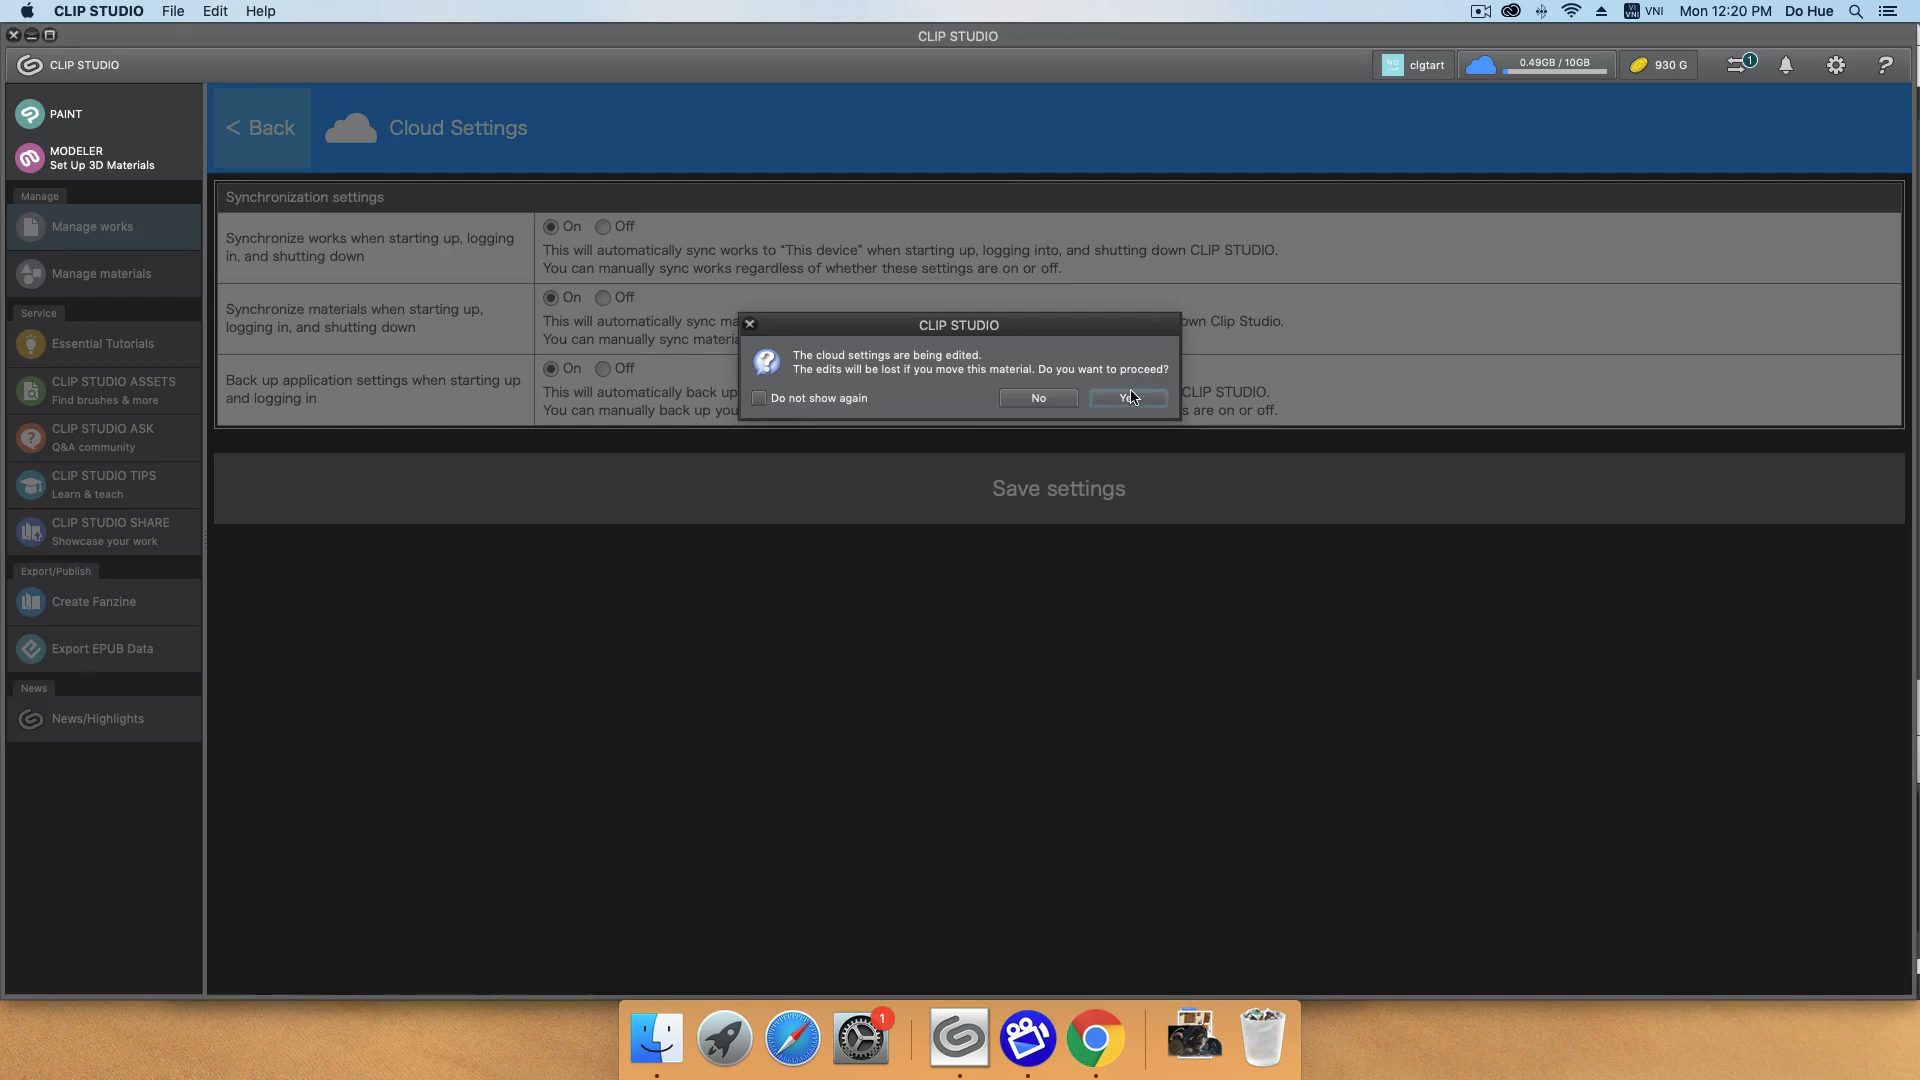 CLIP STUDIO File Edit Help
VI
VNI
VNI Mon 12:20 PM Do Hue
CLIP STUDIO
CLIP STUDIO
clgtart
0.49GB / 10GB
930 G
1
?
PAINT
MODELER
Set Up 3D Materials
Manage
Manage works
Manage materials
Service
Essential Tutorials
CLIP STUDIO ASSETS
Find brushes & more
CLIP STUDIO ASK
Q&A community
CLIP STUDIO TIPS
Learn & teach
CLIP STUDIO SHARE
Showcase your work
Export/Publish
Create Fanzine
Export EPUB Data
News
News/Highlights
< Back
Cloud Settings
Synchronization settings
Synchronize works when starting up, logging
in, and shutting down
On Off
This will automatically sync works to “This device” when starting up, logging into, and shutting down CLIP STUDIO.
You can manually sync works regardless of whether these settings are on or off.
Synchronize materials when starting up,
logging in, and shutting down
On Off
This will automatically sync ma
own Clip Studio.
You can manually sync materia
Back up application settings when starting up
and logging in
On Off
This will automatically back up
CLIP STUDIO.
You can manually back up you
s are on or off.
CLIP STUDIO
The cloud settings are being edited.
The edits will be lost if you move this material. Do you want to proceed?
Do not show again
No
Save settings
1